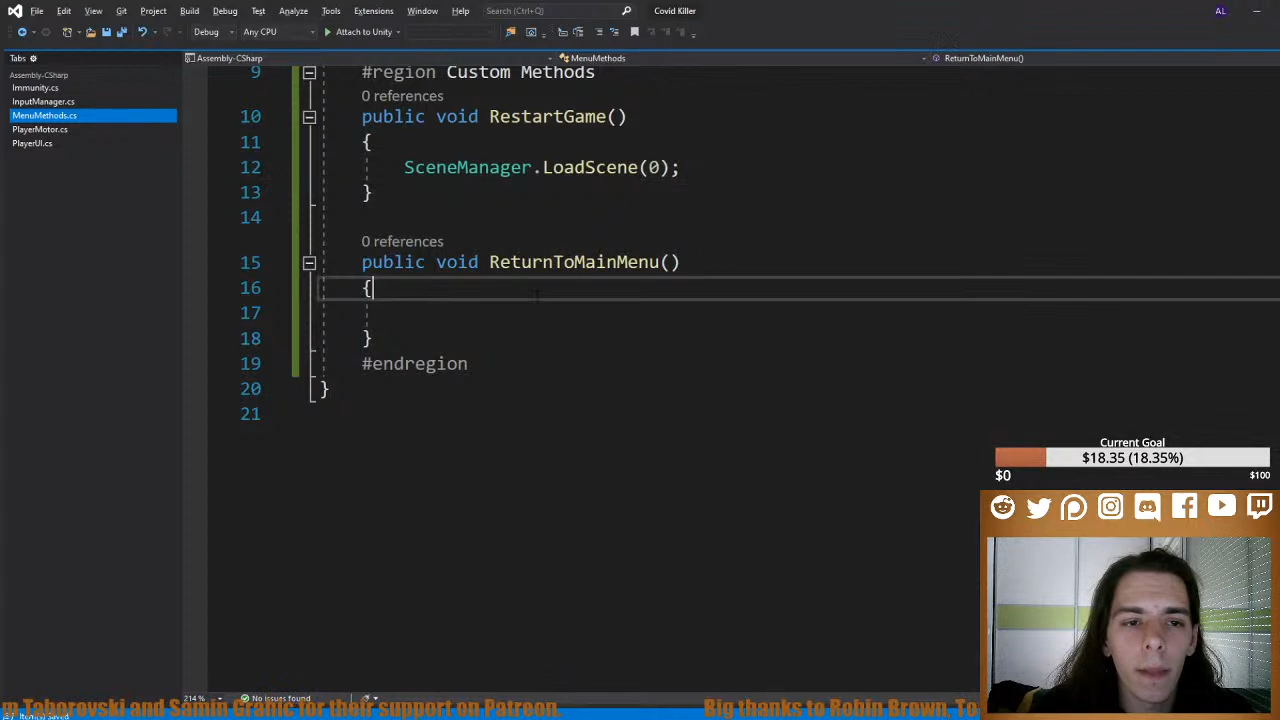 File Edit View Git Project Build Debug Test Analyze Tools Extensions Window Help Search (Ctrl+Q) Covid Killer AL
Debug Any CPU Attach to Unity
Tabs Assembly-CSharp MenuMethods ReturnToMainMenu()
Assembly-CSharp
Immunity.cs
InputManager.cs
MenuMethods.cs
PlayerMotor.cs
PlayerUI.cs
9 #region Custom Methods
0 references
10 public void RestartGame()
11 {
12 SceneManager.LoadScene(0);
13 }
14
0 references
15 public void ReturnToMainMenu()
16 {
17
18 }
19 #endregion
20 }
21
Current Goal
$18.35 (18.35%)
$0 $100
214 % No issues found
m Taborovski and Samin Granic for their support on Patreon. Big thanks to Robin Brown, To
Item(s) Saved